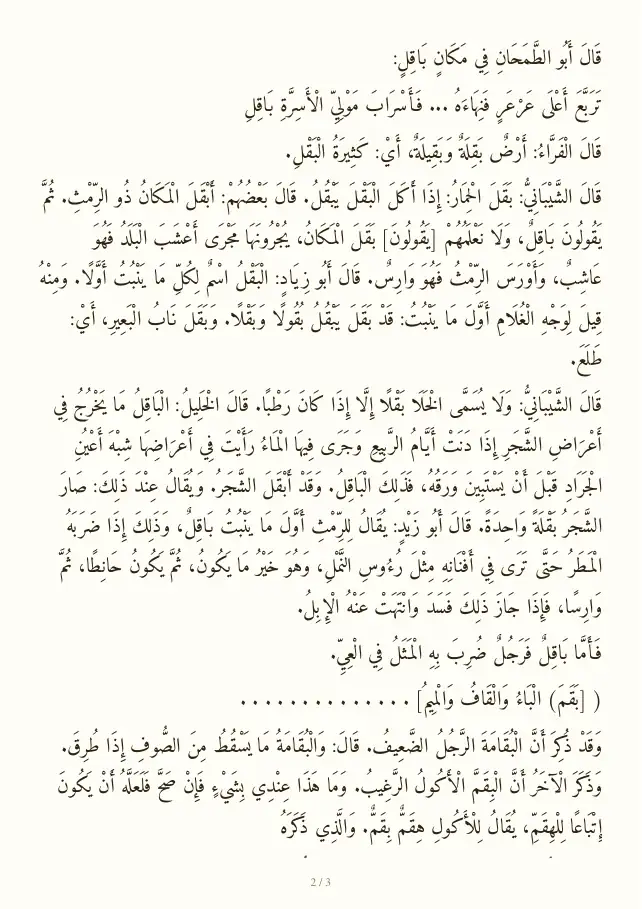 قَالَ أَبُو الطَّمَحَانِ فِي مَكَانٍ بَاقِلٍ:
تَرَبَّعَ أَعْلَى عَرْعَرٍ فَنِهَاءَهُ ... فَأَسْرَابَ مَوْلِيِّ الْأَسِرَّةِ بَاقِلِ
قَالَ الْفَرَّاءُ: أَرْضٌ بَقِلَةٌ وَبَقِيلَةٌ، أَيْ: كَثِيرَةُ الْبَقْلِ.
قَالَ الشَّيْبَانِيُّ: بَقَلَ الْحِمَارُ: إِذَا أَكَلَ الْبَقْلَ يَبْقُلُ. قَالَ بَعْضُهُمْ: أَبْقَلَ الْمَكَانُ ذُو الرِّمْثِ. ثُمَّ
يَقُولُونَ بَاقِلٌ، وَلَا نَعْلَمُهُمْ [يَقُولُونَ] بَقَلَ الْمَكَانُ، يُجْرُونَهَا مَجْرَى أَعْشَبَ الْبَلَدُ فَهُوَ
عَاشِبٌ، وَأَوْرَسَ الرِّمْثُ فَهُوَ وَارِسٌ. قَالَ أَبُو زِيَادٍ: الْبَقْلُ اسْمٌ لِكُلِّ مَا يَنْبُتُ أَوَّلًا. وَمِنْهُ
قِيلَ لِوَجْهِ الْغُلَامِ أَوَّلَ مَا يَنْبُتُ: قَدْ بَقَلَ يَبْقُلُ بُقُولًا وَبَقْلًا. وَبَقَلَ نَابُ الْبَعِيرِ، أَيْ:
طَلَعَ.
قَالَ الشَّيْبَانِيُّ: وَلَا يُسَمَّى الْخَلَا بَقْلًا إِلَّا إِذَا كَانَ رَطْبًا. قَالَ الْخَلِيلُ: الْبَاقِلُ مَا يَخْرُجُ فِي
أَعْرَاضِ الشَّجَرِ إِذَا دَنَتْ أَيَّامُ الرَّبِيعِ وَجَرَى فِيهَا الْمَاءُ رَأَيْتَ فِي أَعْرَاضِهَا شِبْهَ أَعْيُنِ
الْجَرَادِ قَبْلَ أَنْ يَسْتَبِينَ وَرَقُهُ، فَذَلِكَ الْبَاقِلُ. وَقَدْ أَبْقَلَ الشَّجَرُ. وَيُقَالُ عِنْدَ ذَلِكَ: صَارَ
الشَّجَرُ بَقْلَةً وَاحِدَةً. قَالَ أَبُو زَيْدٍ: يُقَالُ لِلرِّمْثِ أَوَّلَ مَا يَنْبُتُ بَاقِلٌ، وَذَلِكَ إِذَا ضَرَبَهُ
الْمَطَرُ حَتَّى تَرَى فِي أَفْنَانِهِ مِثْلَ رُءُوسِ النَّمْلِ، وَهُوَ خَيْرُ مَا يَكُونُ، ثُمَّ يَكُونُ حَانِطًا، ثُمَّ
وَارِسًا، فَإِذَا جَازَ ذَلِكَ فَسَدَ وَانْتَهَتْ عَنْهُ الْإِبِلُ.
فَأَمَّا بَاقِلٌ فَرَجُلٌ ضُرِبَ بِهِ الْمَثَلُ فِي الْعِيِّ.
( [بَقَمَ) الْبَاءُ وَالْقَافُ وَالْمِيمُ] . . . . . . . . . . . . . .
وَقَدْ ذُكِرَ أَنَّ الْبُقَامَةَ الرَّجُلُ الضَّعِيفُ. قَالَ: وَالْبُقَامَةُ مَا يَسْقُطُ مِنَ الصُّوفِ إِذَا طُرِقَ.
وَذَكَرَ الْآخَرُ أَنَّ الْبِقَمَّ الْأَكُولُ الرَّغِيبُ. وَمَا هَذَا عِنْدِي بِشَيْءٍ فَإِنْ صَحَّ فَلَعَلَّهُ أَنْ يَكُونَ
إِتْبَاعًا لِلْهِقَمِّ، يُقَالُ لِلْأَكُولِ هِقَمٌّ بِقَمٌّ. وَالَّذِي ذَكَرَهُ
2 / 3